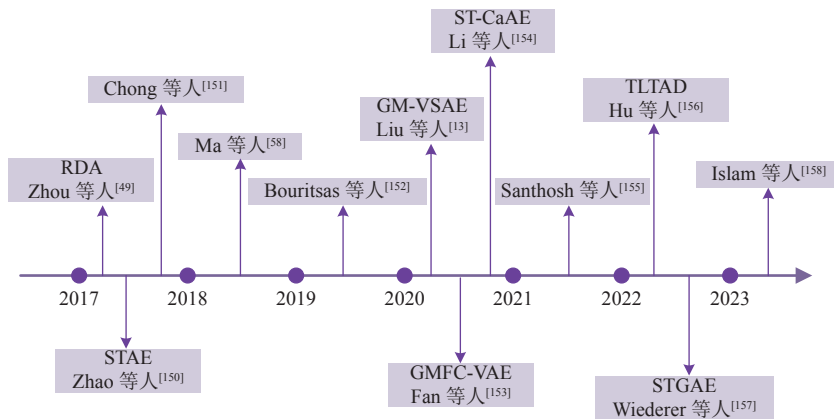 ST-CaAE
Li 等人[154]
Chong 等人[151]
GM-VSAE
Liu 等人[13]
TLTAD
Hu 等人[156]
Ma 等人[58]
RDA
Zhou 等人[49]
Bouritsas 等人[152]
Santhosh 等人[155]
Islam 等人[158]
2017
2018
2019
2020
2021
2022
2023
STAE
Zhao 等人[150]
GMFC-VAE
Fan 等人[153]
STGAE
Wiederer 等人[157]